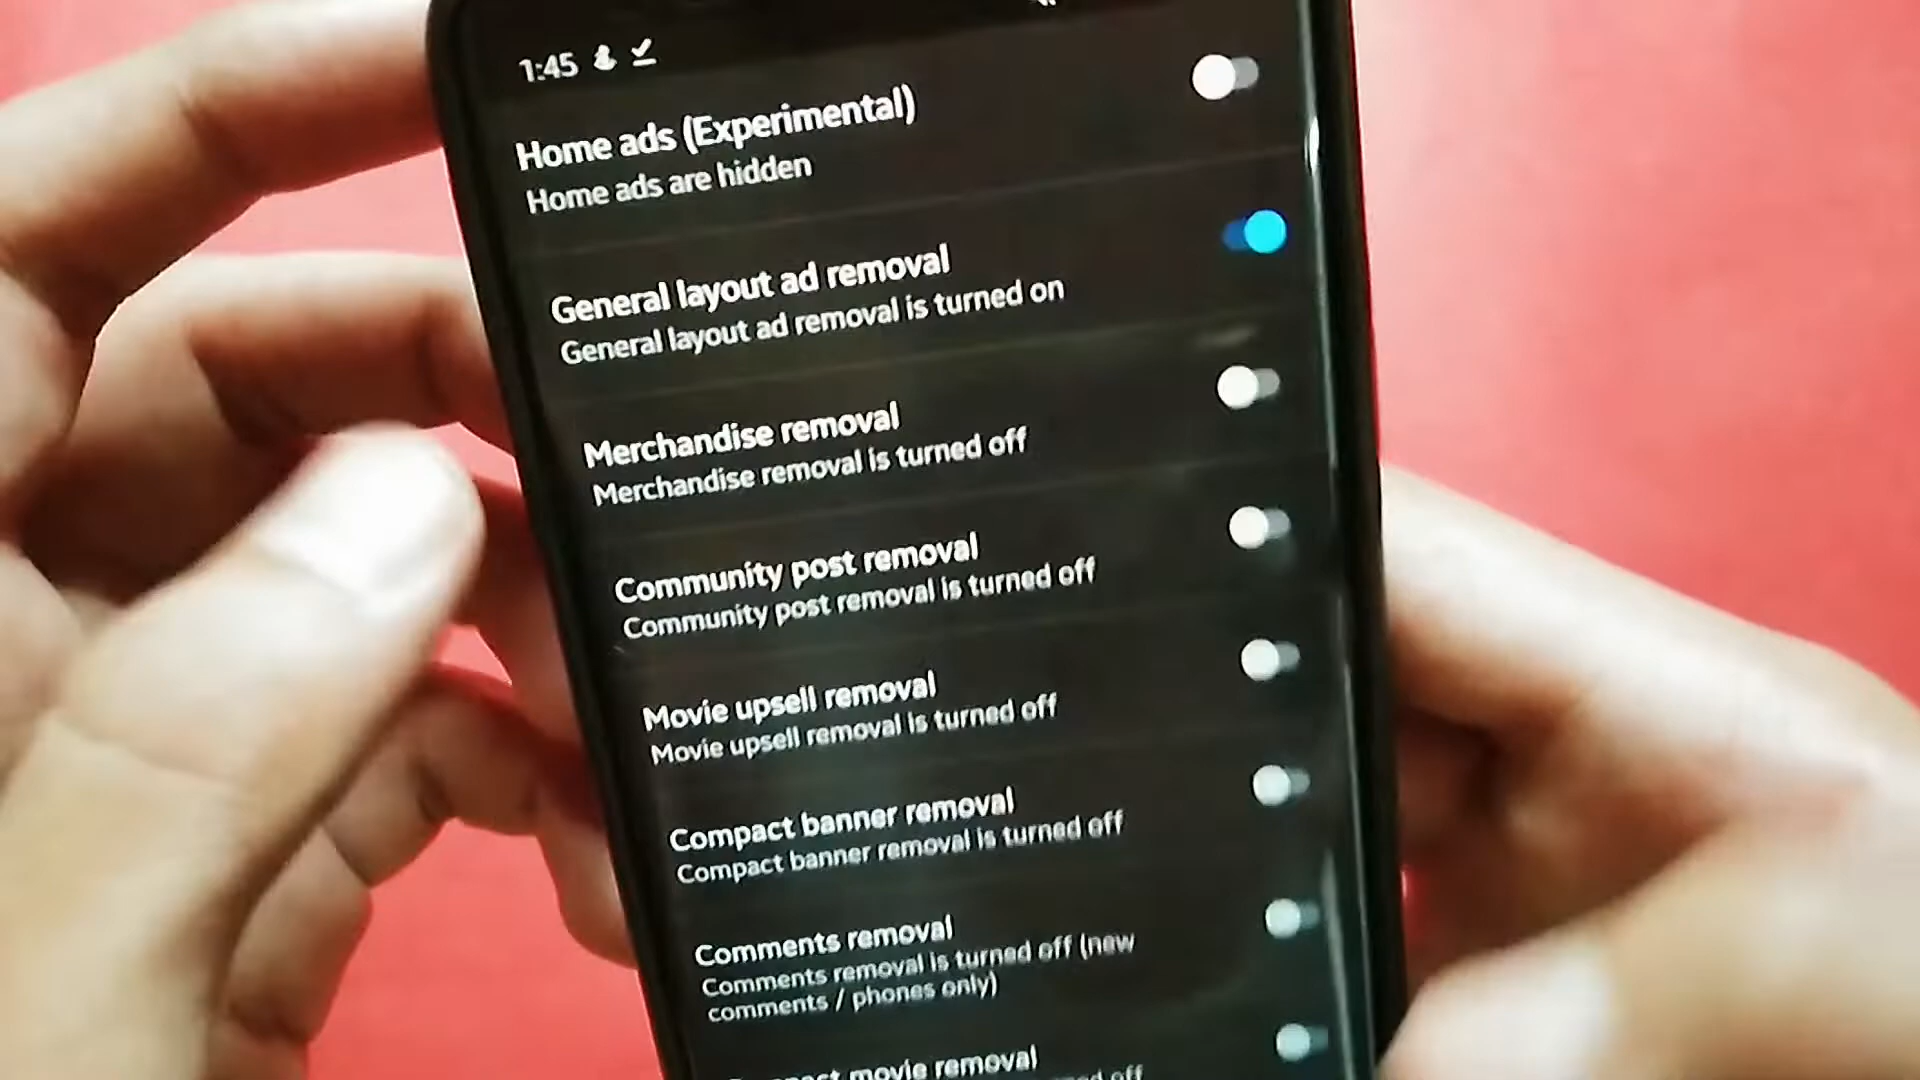 1:45
Home ads (Experimental)
Home ads are hidden
General layout ad removal
General layout ad removal is turned on
Merchandise removal
Merchandise removal is turned off
Community post removal
Community post removal is turned off
Movie upsell removal
Movie upsell removal is turned off
Compact banner removal
Compact banner removal is turned off
Comments removal
Comments removal is turned off (new
comments / phones only)
movie removal
off